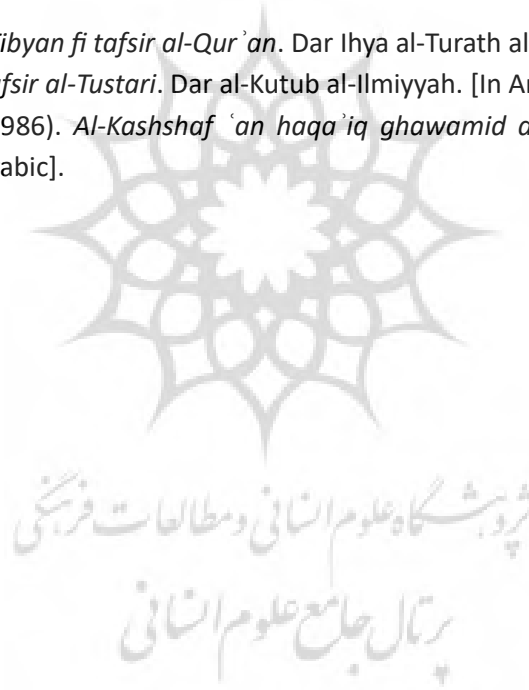 ibyan fi tafsir al-Qurʾan. Dar Ihya al-Turath al
fsir al-Tustari. Dar al-Kutub al-Ilmiyyah. [In Ar
986). Al-Kashshaf ʿan haqaʾiq ghawamid a
abic].
پژوهشگاه علوم انسانی و مطالعات فرهنگی
پرتال جامع علوم انسانی